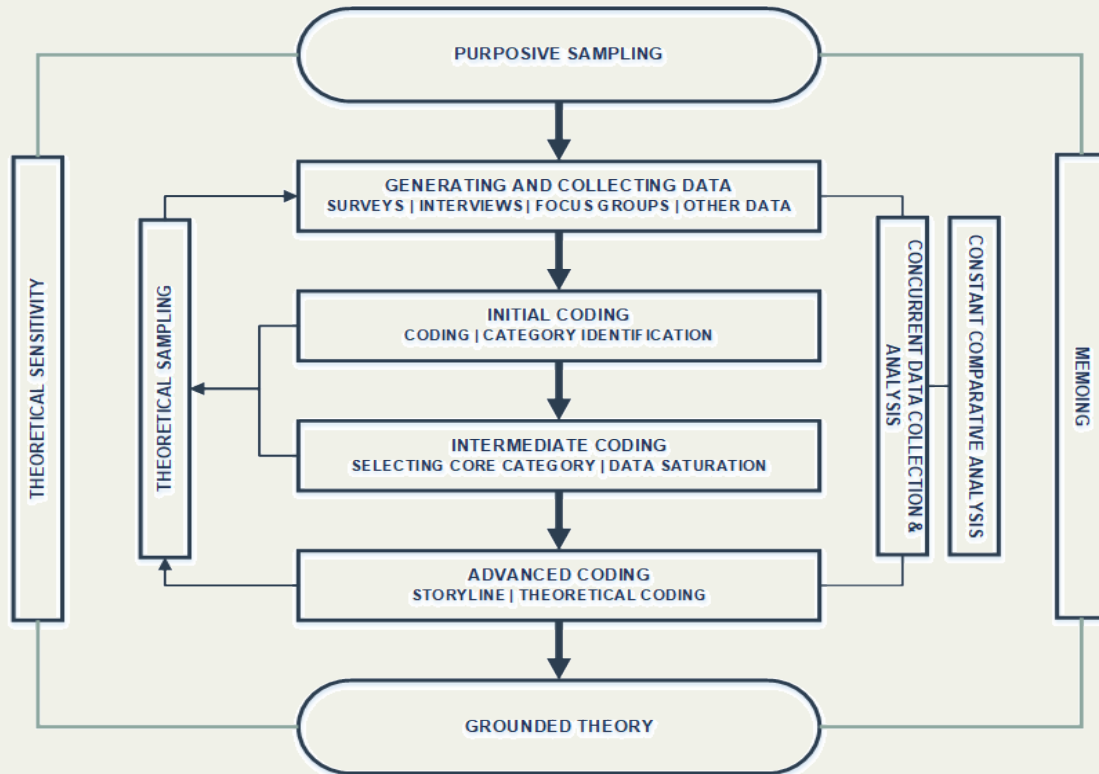 PURPOSIVE SAMPLING
GENERATING AND COLLECTING DATA
SURVEYS | INTERVIEWS | FOCUS GROUPS | OTHER DATA
THEORETICAL SENSITIVITY
THEORETICAL SAMPLING
INITIAL CODING
CODING | CATEGORY IDENTIFICATION
INTERMEDIATE CODING
SELECTING CORE CATEGORY | DATA SATURATION
ADVANCED CODING
STORYLINE | THEORETICAL CODING
CONCURRENT DATA COLLECTION &
ANALYSIS
CONSTANT COMPARATIVE ANALYSIS
MEMOING
GROUNDED THEORY